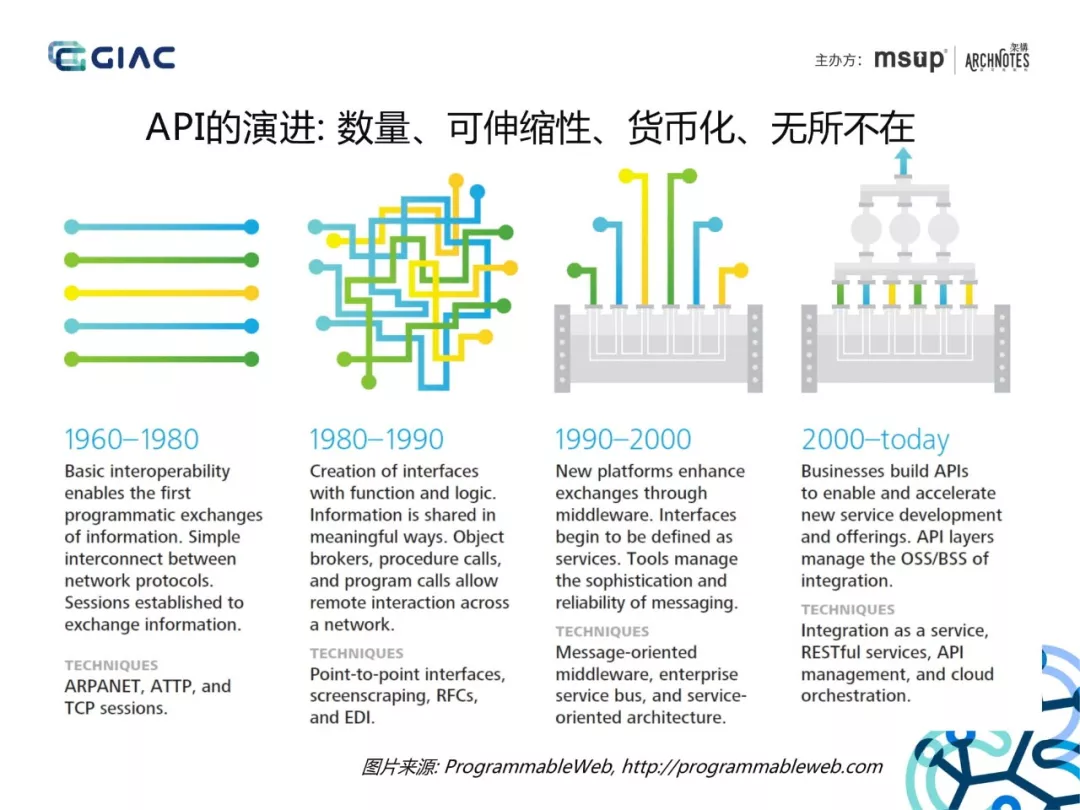 GIAC
主办方: msup ARCHNOTES 架構
API的演进: 数量、可伸缩性、货币化、无所不在
1960–1980
Basic interoperability
enables the first
programmatic exchanges
of information. Simple
interconnect between
network protocols.
Sessions established to
exchange information.
TECHNIQUES
ARPANET, ATTP, and
TCP sessions.
1980–1990
Creation of interfaces
with function and logic.
Information is shared in
meaningful ways. Object
brokers, procedure calls,
and program calls allow
remote interaction across
a network.
TECHNIQUES
Point-to-point interfaces,
screenscraping, RFCs,
and EDI.
1990–2000
New platforms enhance
exchanges through
middleware. Interfaces
begin to be defined as
services. Tools manage
the sophistication and
reliability of messaging.
TECHNIQUES
Message-oriented
middleware, enterprise
service bus, and service-
oriented architecture.
2000–today
Businesses build APIs
to enable and accelerate
new service development
and offerings. API layers
manage the OSS/BSS of
integration.
TECHNIQUES
Integration as a service,
RESTful services, API
management, and cloud
orchestration.
图片来源: ProgrammableWeb, http://programmableweb.com